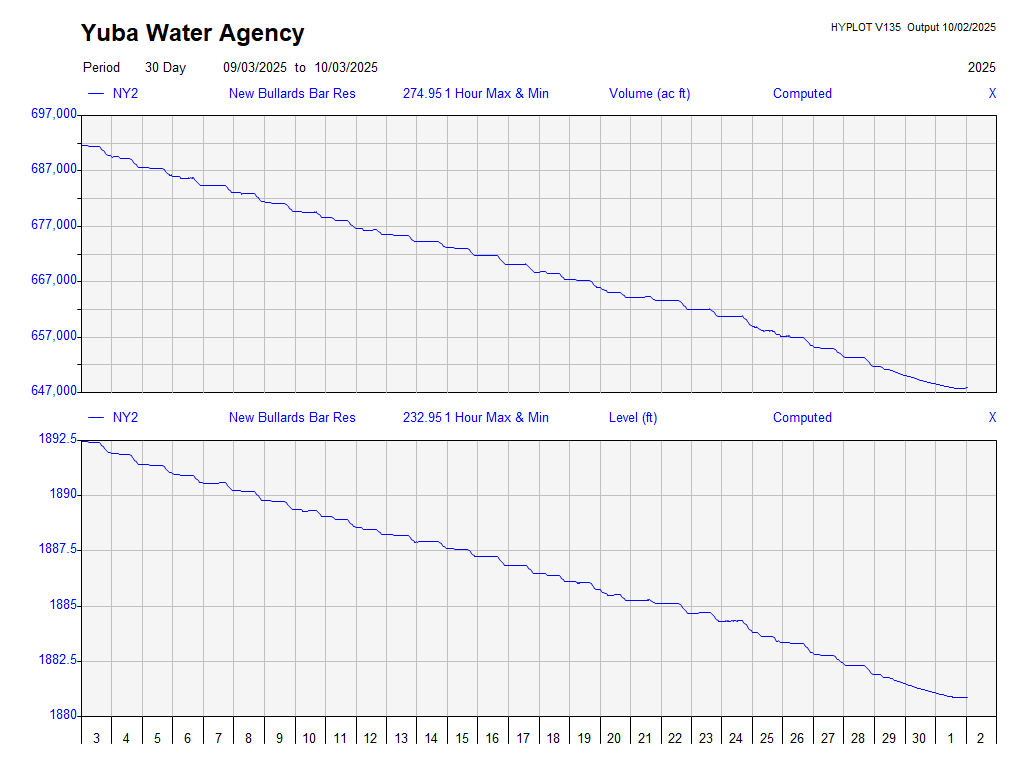 Yuba Water Agency
HYPLOT V135 Output 10/02/2025
Period 30 Day 09/03/2025 to 10/03/2025 2025
NY2 New Bullards Bar Res 274.95 1 Hour Max & Min Volume (ac ft) Computed X
697,000
687,000
677,000
667,000
657,000
647,000
NY2 New Bullards Bar Res 232.95 1 Hour Max & Min Level (ft) Computed X
1892.5
1890
1887.5
1885
1882.5
1880
3 4 5 6 7 8 9 10 11 12 13 14 15 16 17 18 19 20 21 22 23 24 25 26 27 28 29 30 1 2